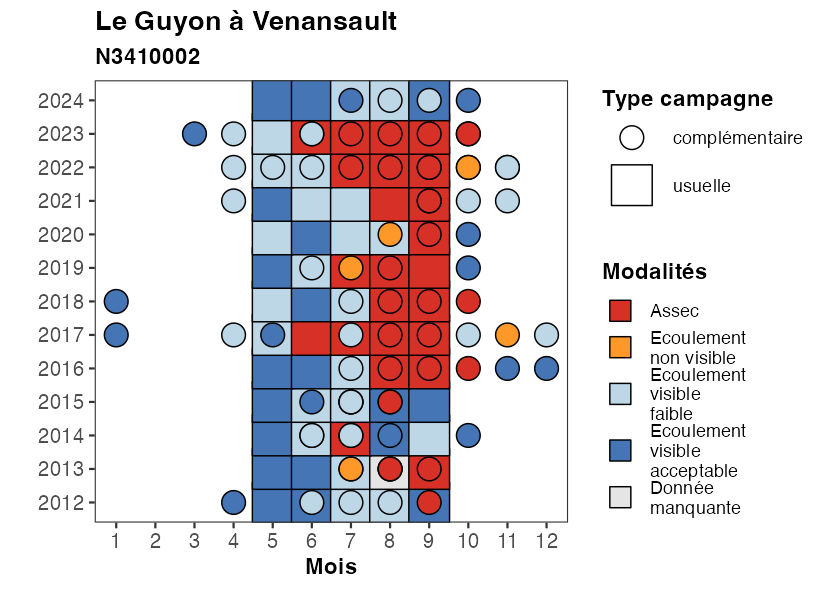 Le Guyon à Venansault
N3410002
2024
2023
2022
2021
2020
2019
2018
2017
2016
2015
2014
2013
2012
1 2 3 4 5 6 7 8 9 10 11 12
Mois
Type campagne
complémentaire
usuelle
Modalités
Assec
Ecoulement
non visible
Ecoulement
visible
faible
Ecoulement
visible
acceptable
Donnée
manquante